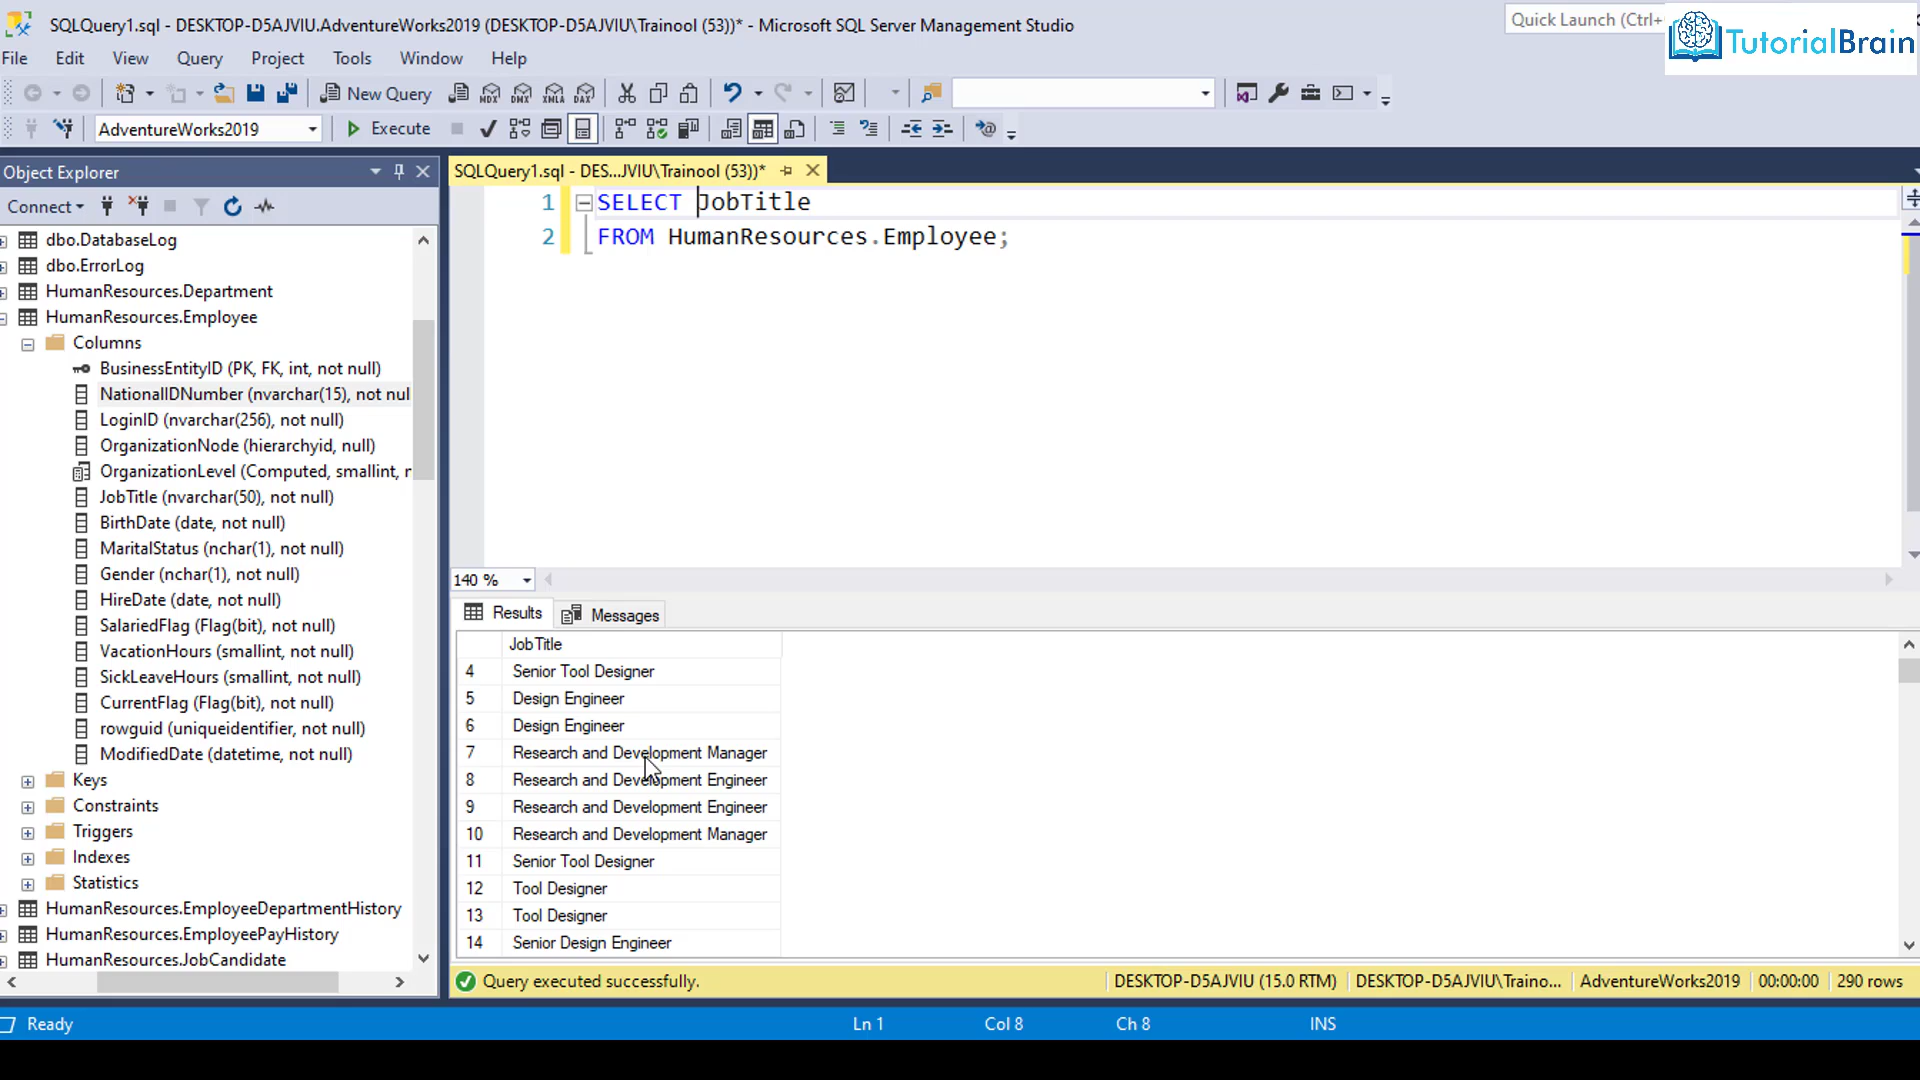 SQLQuery1.sql - DESKTOP-D5AJVIU.AdventureWorks2019 (DESKTOP-D5AJVIU\Trainool (53))* - Microsoft SQL Server Management Studio
Quick Launch (Ctrl+
TutorialBrain
File Edit View Query Project Tools Window Help
New Query MDX DMX XMLA DAX
AdventureWorks2019 Execute
Object Explorer
Connect
dbo.DatabaseLog
dbo.ErrorLog
HumanResources.Department
HumanResources.Employee
Columns
BusinessEntityID (PK, FK, int, not null)
NationalIDNumber (nvarchar(15), not nul
LoginID (nvarchar(256), not null)
OrganizationNode (hierarchyid, null)
OrganizationLevel (Computed, smallint, r
JobTitle (nvarchar(50), not null)
BirthDate (date, not null)
MaritalStatus (nchar(1), not null)
Gender (nchar(1), not null)
HireDate (date, not null)
SalariedFlag (Flag(bit), not null)
VacationHours (smallint, not null)
SickLeaveHours (smallint, not null)
CurrentFlag (Flag(bit), not null)
rowguid (uniqueidentifier, not null)
ModifiedDate (datetime, not null)
Keys
Constraints
Triggers
Indexes
Statistics
HumanResources.EmployeeDepartmentHistory
HumanResources.EmployeePayHistory
HumanResources.JobCandidate
SQLQuery1.sql - DES...JVIU\Trainool (53))*
1 SELECT JobTitle
2 FROM HumanResources.Employee;
140 %
Results Messages
JobTitle
4 Senior Tool Designer
5 Design Engineer
6 Design Engineer
7 Research and Development Manager
8 Research and Development Engineer
9 Research and Development Engineer
10 Research and Development Manager
11 Senior Tool Designer
12 Tool Designer
13 Tool Designer
14 Senior Design Engineer
Query executed successfully. DESKTOP-D5AJVIU (15.0 RTM) DESKTOP-D5AJVIU\Traino... AdventureWorks2019 00:00:00 290 rows
Ready Ln 1 Col 8 Ch 8 INS